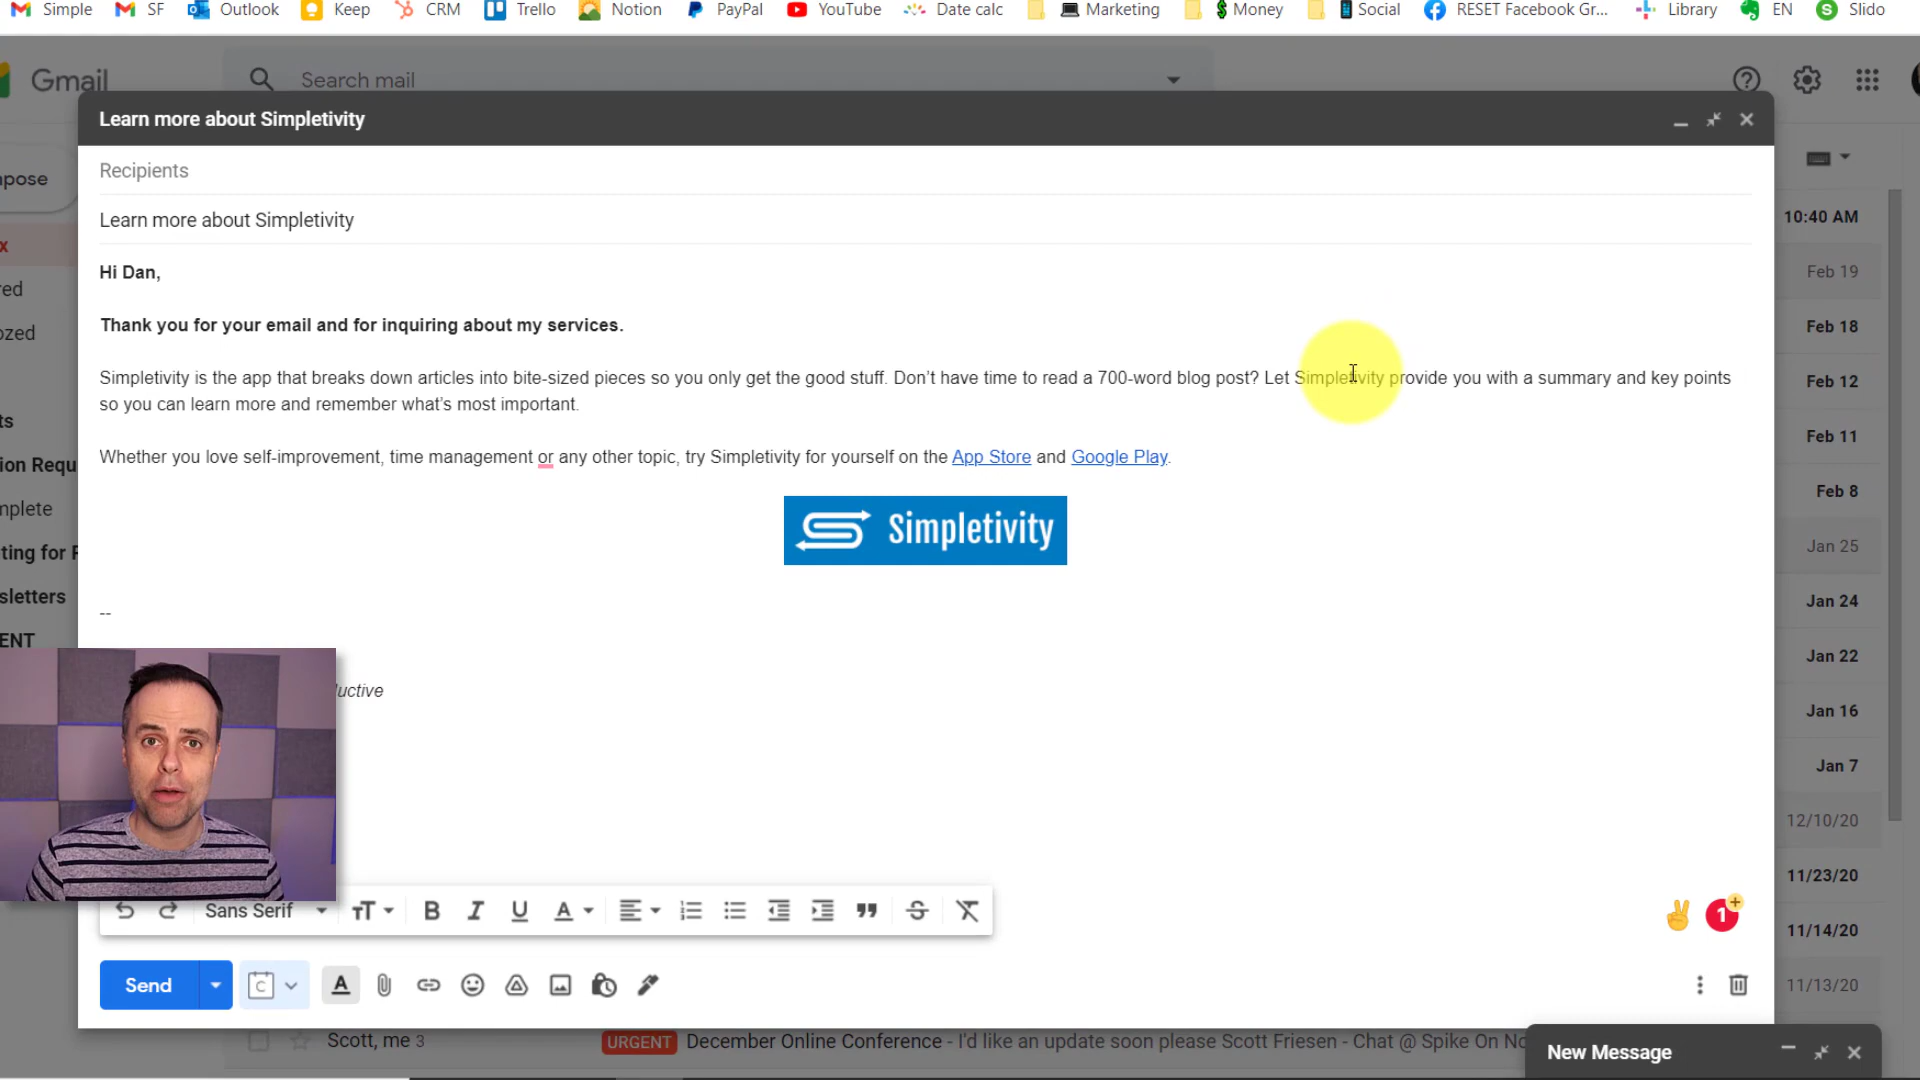 Simple SF Outlook Keep CRM Trello Notion PayPal YouTube Date calc Marketing Money Social RESET Facebook Gr... Library EN Slido
Gmail Search mail
Learn more about Simpletivity
Recipients
pose
10:40 AM
Learn more about Simpletivity
x
Hi Dan,
Feb 19
red
Thank you for your email and for inquiring about my services.
Feb 18
ozed
Simpletivity is the app that breaks down articles into bite-sized pieces so you only get the good stuff. Don’t have time to read a 700-word blog post? Let Simpletivity provide you with a summary and key points
Feb 12
so you can learn more and remember what’s most important.
ts
Feb 11
Whether you love self-improvement, time management or any other topic, try Simpletivity for yourself on the App Store and Google Play.
ion Requ
Feb 8
nplete
Simpletivity
Jan 25
ting for F
sletters
Jan 24
--
ENT
Jan 22
uctive
Jan 16
Jan 7
12/10/20
11/23/20
Sans Serif
1
11/14/20
Send
C
11/13/20
Scott, me 3 URGENT December Online Conference - I'd like an update soon please Scott Friesen - Chat @ Spike On No
New Message